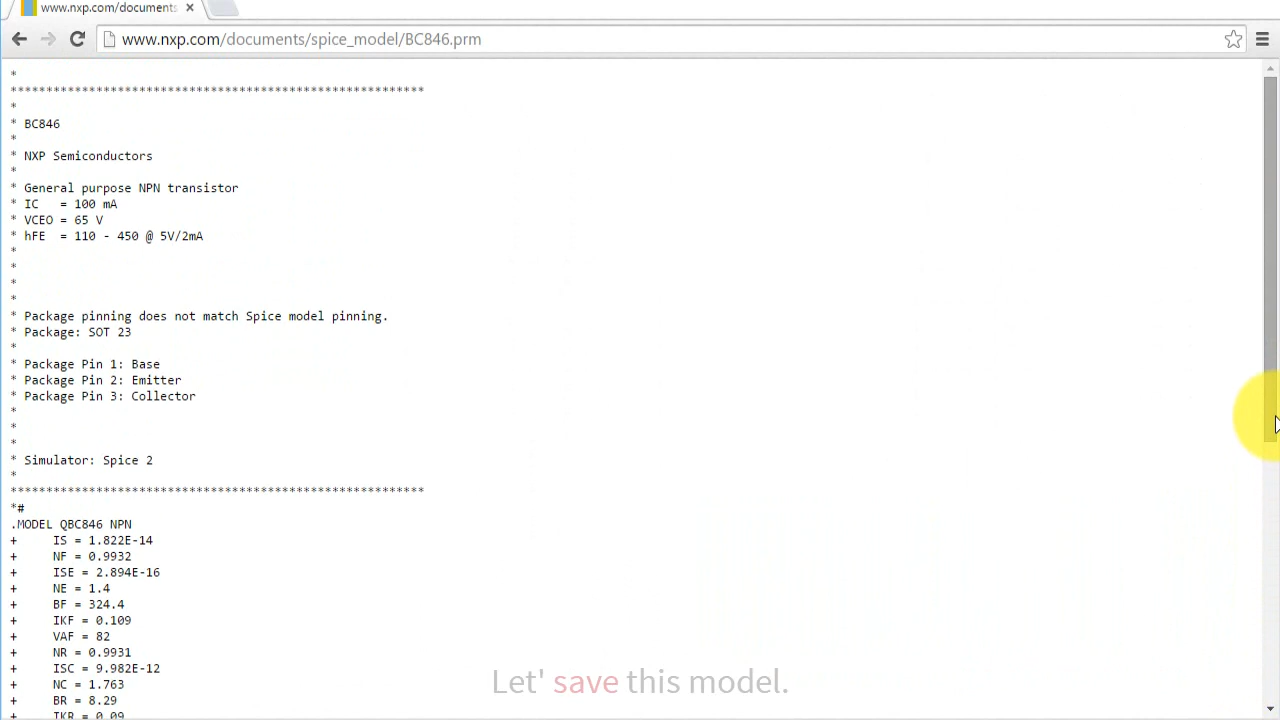 www.nxp.com/documents
www.nxp.com/documents/spice_model/BC846.prm
*
**********************************************************
*
* BC846
*
* NXP Semiconductors
*
* General purpose NPN transistor
* IC   = 100 mA
* VCEO = 65 V
* hFE  = 110 - 450 @ 5V/2mA
*
*
*
*
* Package pinning does not match Spice model pinning.
* Package: SOT 23
*
* Package Pin 1: Base
* Package Pin 2: Emitter
* Package Pin 3: Collector
*
*
*
* Simulator: Spice 2
*
**********************************************************
*#
.MODEL QBC846 NPN
+     IS = 1.822E-14
+     NF = 0.9932
+     ISE = 2.894E-16
+     NE = 1.4
+     BF = 324.4
+     IKF = 0.109
+     VAF = 82
+     NR = 0.9931
+     ISC = 9.982E-12
+     NC = 1.763
+     BR = 8.29
+     IKR = 0.09
Let' save this model.